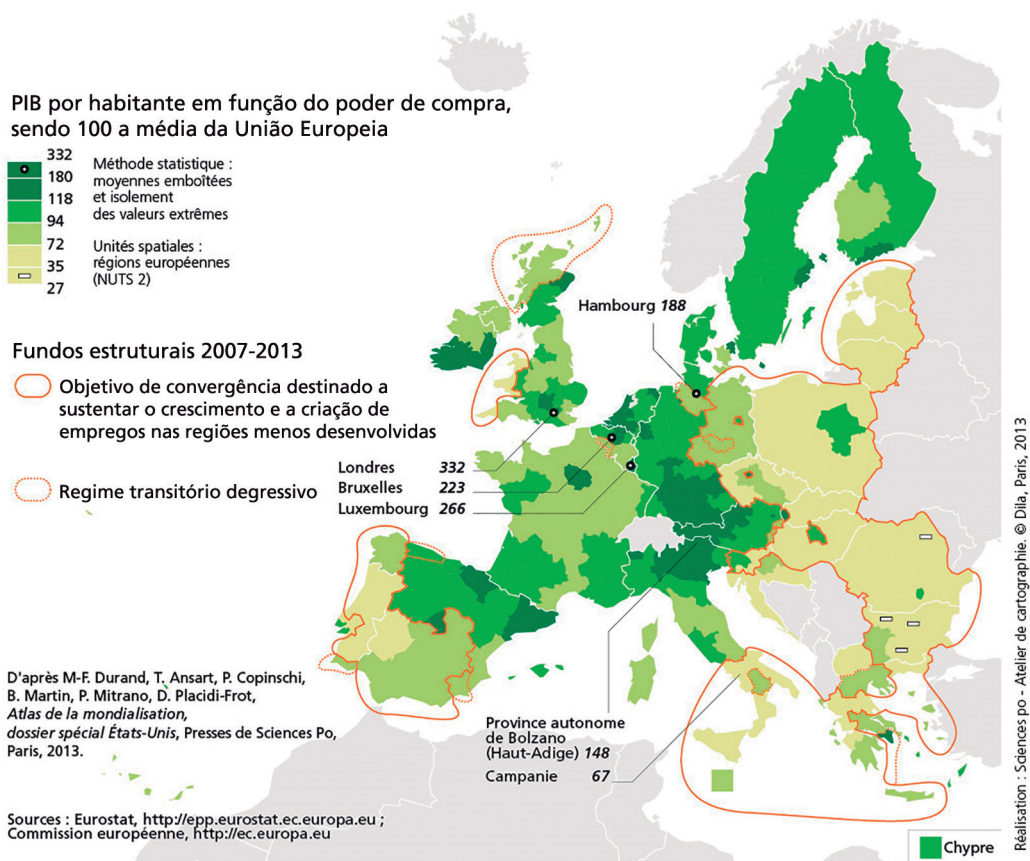 PIB por habitante em função do poder de compra,
sendo 100 a média da União Europeia
332
180
118
94
72
35
27
Méthode statistique :
moyennes emboîtées
et isolement
des valeurs extrêmes
Unités spatiales :
régions européennes
(NUTS 2)
Fundos estruturais 2007-2013
Objetivo de convergência destinado a
sustentar o crescimento e a criação de
empregos nas regiões menos desenvolvidas
Regime transitório degressivo
Hambourg 188
Londres 332
Bruxelles 223
Luxembourg 266
Province autonome
de Bolzano
(Haut-Adige) 148
Campanie 67
D'après M-F. Durand, T. Ansart, P. Copinschi,
B. Martin, P. Mitrano, D. Placidi-Frot,
Atlas de la mondialisation,
dossier spécial États-Unis, Presses de Sciences Po,
Paris, 2013.
Sources : Eurostat, http://epp.eurostat.ec.europa.eu ;
Commission européenne, http://ec.europa.eu
Chypre
Réalisation : Sciences po - Atelier de cartographie. © Dila, Paris, 2013